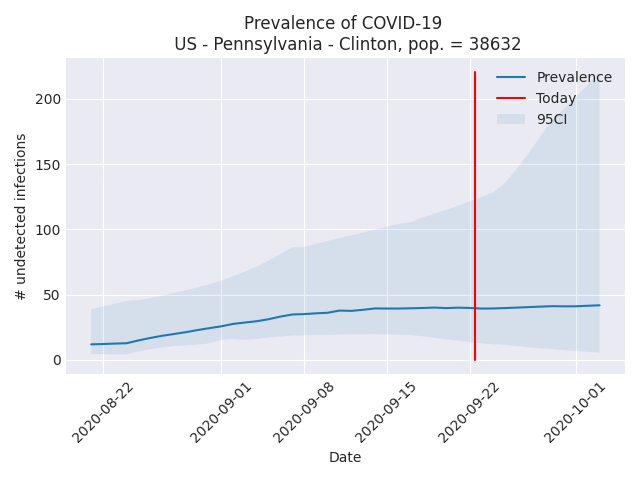 Prevalence of COVID-19
US - Pennsylvania - Clinton, pop. = 38632
Prevalence
Today
95CI
# undetected infections
200
150
100
50
0
2020-08-22
2020-09-01
2020-09-08
2020-09-15
2020-09-22
2020-10-01
Date